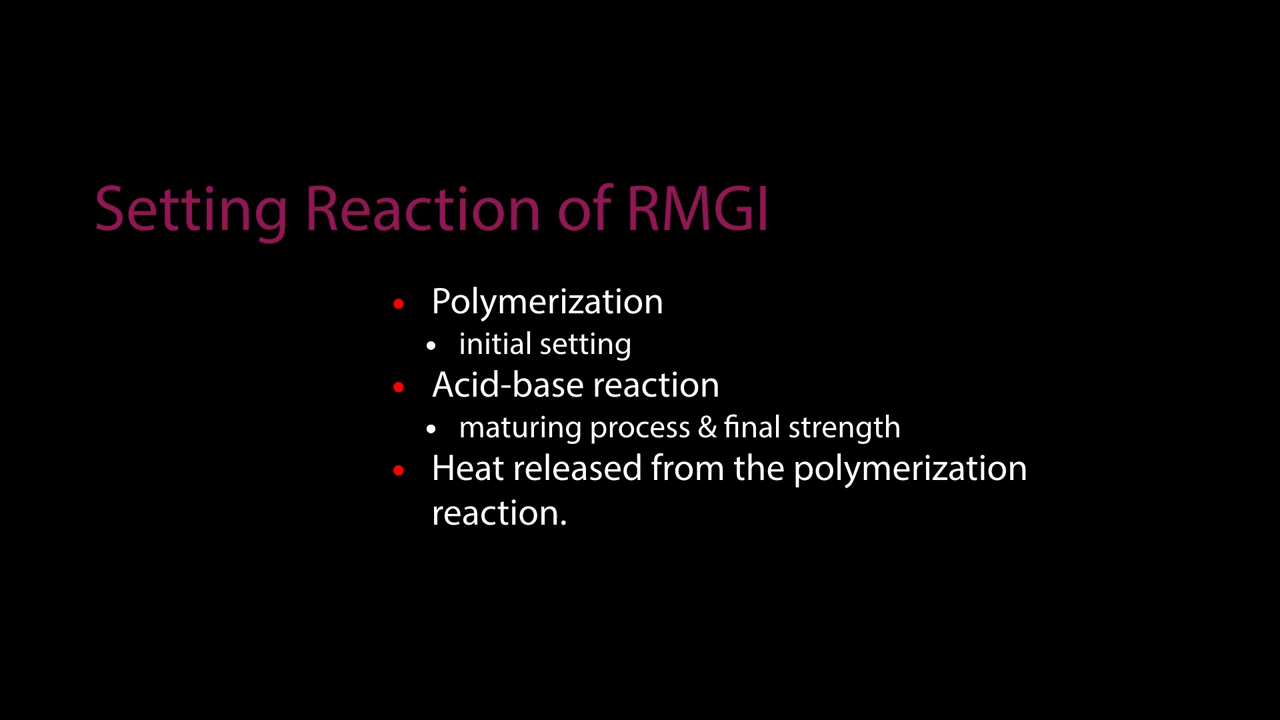 Setting Reaction of RMGI
• Polymerization
• initial setting
• Acid-base reaction
• maturing process & final strength
• Heat released from the polymerization
reaction.